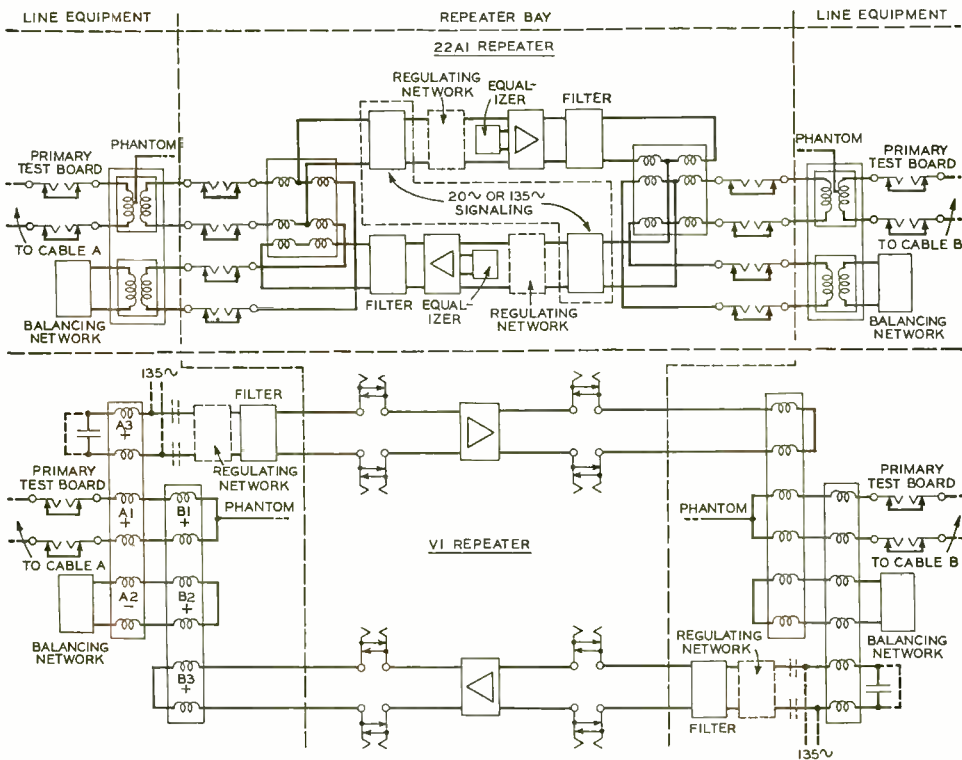 LINE EQUIPMENT
REPEATER BAY
LINE EQUIPMENT
22A1 REPEATER
REGULATING
NETWORK
EQUAL-
IZER
FILTER
PHANTOM
PRIMARY
TEST BOARD
TO CABLE A
BALANCING
NETWORK
20~ OR 135~
SIGNALING
FILTER
EQUAL-
IZER
REGULATING
NETWORK
PHANTOM
PRIMARY
TEST BOARD
TO CABLE B
BALANCING
NETWORK
135~
A3
+
FILTER
REGULATING
NETWORK
PRIMARY
TEST BOARD
A1
+
B1
+
PHANTOM
TO CABLE A
A2
-
B2
+
BALANCING
NETWORK
B3
+
V1 REPEATER
PHANTOM
PRIMARY
TEST BOARD
TO CABLE B
REGULATING
NETWORK
BALANCING
NETWORK
FILTER
135~